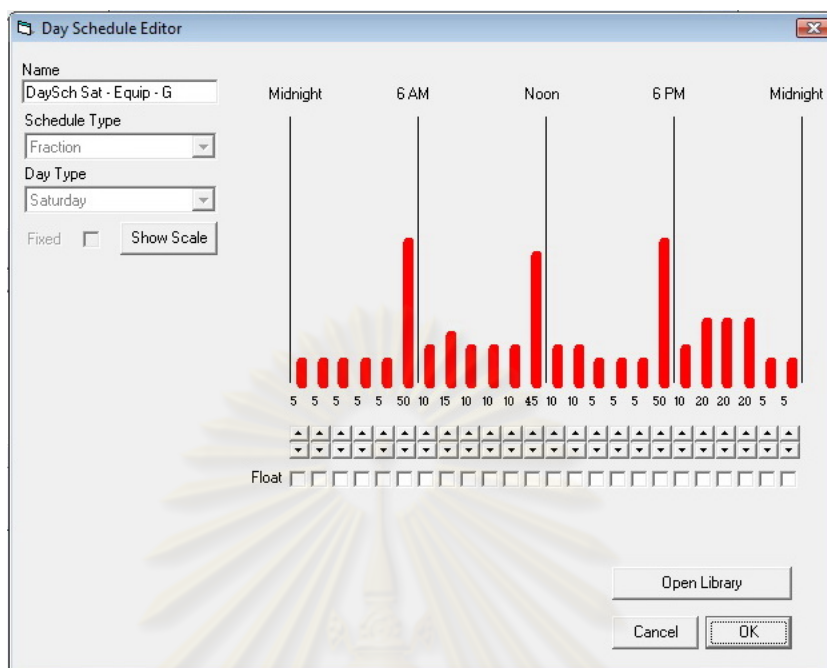 Day Schedule Editor
Name
DaySch Sat - Equip - G
Schedule Type
Fraction
Day Type
Saturday
Fixed
Show Scale
Midnight 6 AM Noon 6 PM Midnight
5 5 5 5 5 50 10 15 10 10 10 45 10 10 5 5 5 50 10 20 20 20 5 5
Float
Open Library
Cancel OK